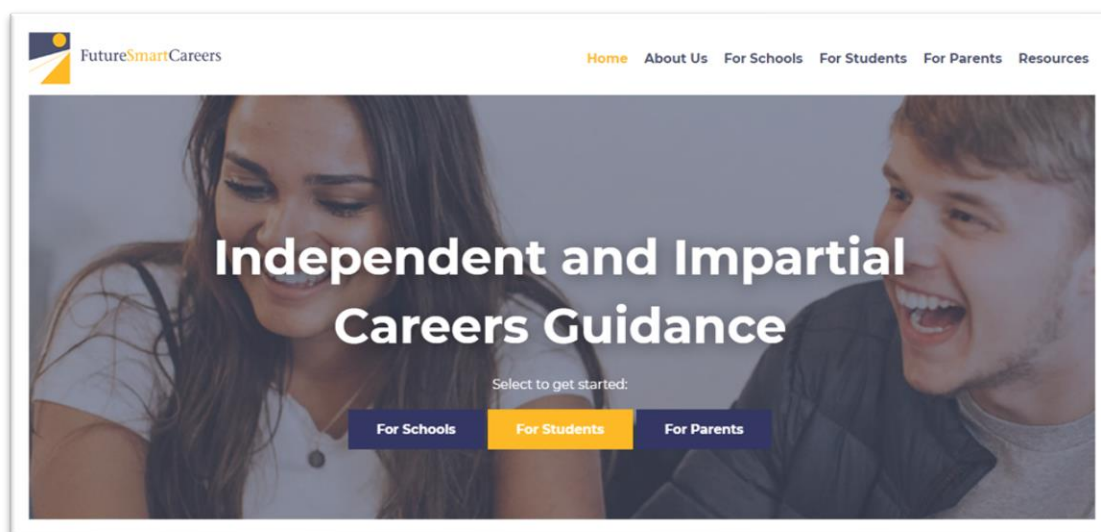 FutureSmartCareers
Home About Us For Schools For Students For Parents Resources
Independent and Impartial
Careers Guidance
Select to get started:
For Schools For Students For Parents